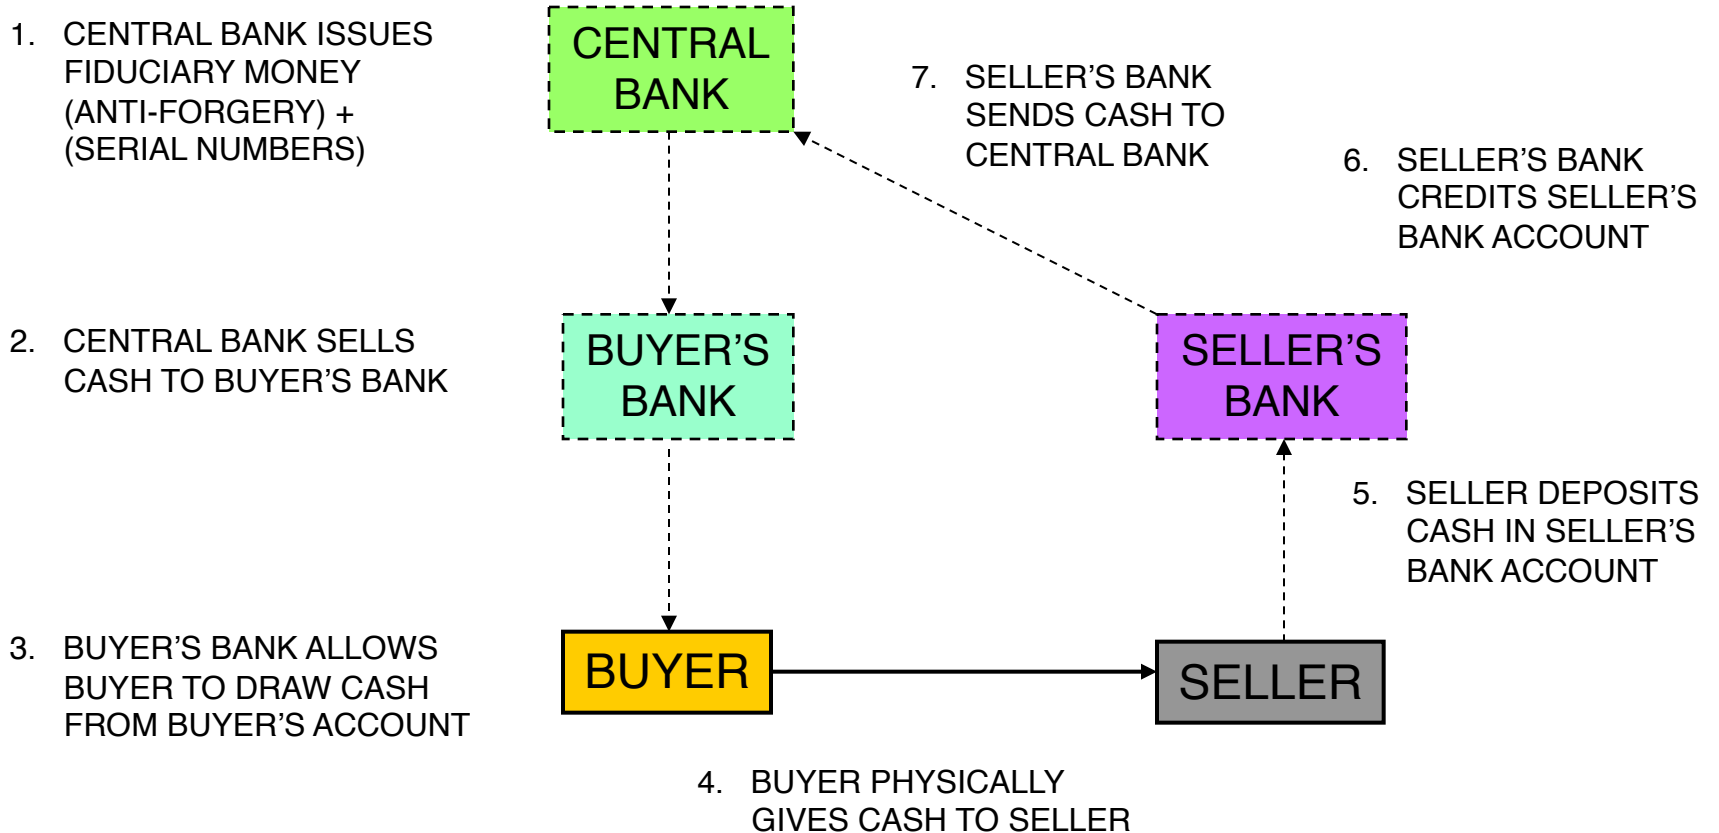 1. CENTRAL BANK ISSUES
FIDUCIARY MONEY
(ANTI-FORGERY) +
(SERIAL NUMBERS)
CENTRAL
BANK
7. SELLER’S BANK
SENDS CASH TO
CENTRAL BANK
6. SELLER’S BANK
CREDITS SELLER’S
BANK ACCOUNT
2. CENTRAL BANK SELLS
CASH TO BUYER’S BANK
BUYER’S
BANK
SELLER’S
BANK
5. SELLER DEPOSITS
CASH IN SELLER’S
BANK ACCOUNT
3. BUYER’S BANK ALLOWS
BUYER TO DRAW CASH
FROM BUYER’S ACCOUNT
BUYER
SELLER
4. BUYER PHYSICALLY
GIVES CASH TO SELLER